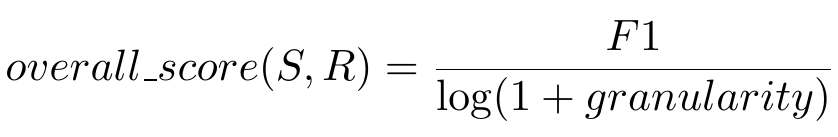 overall_score(S, R) = F1 / log(1 + granularity)